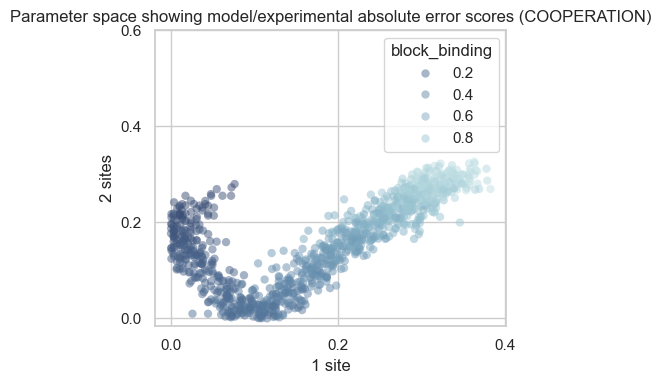 Parameter space showing model/experimental absolute error scores (COOPERATION)
0.6
0.4
0.2
0.0
2 sites
block_binding
0.2
0.4
0.6
0.8
0.0
0.2
0.4
1 site